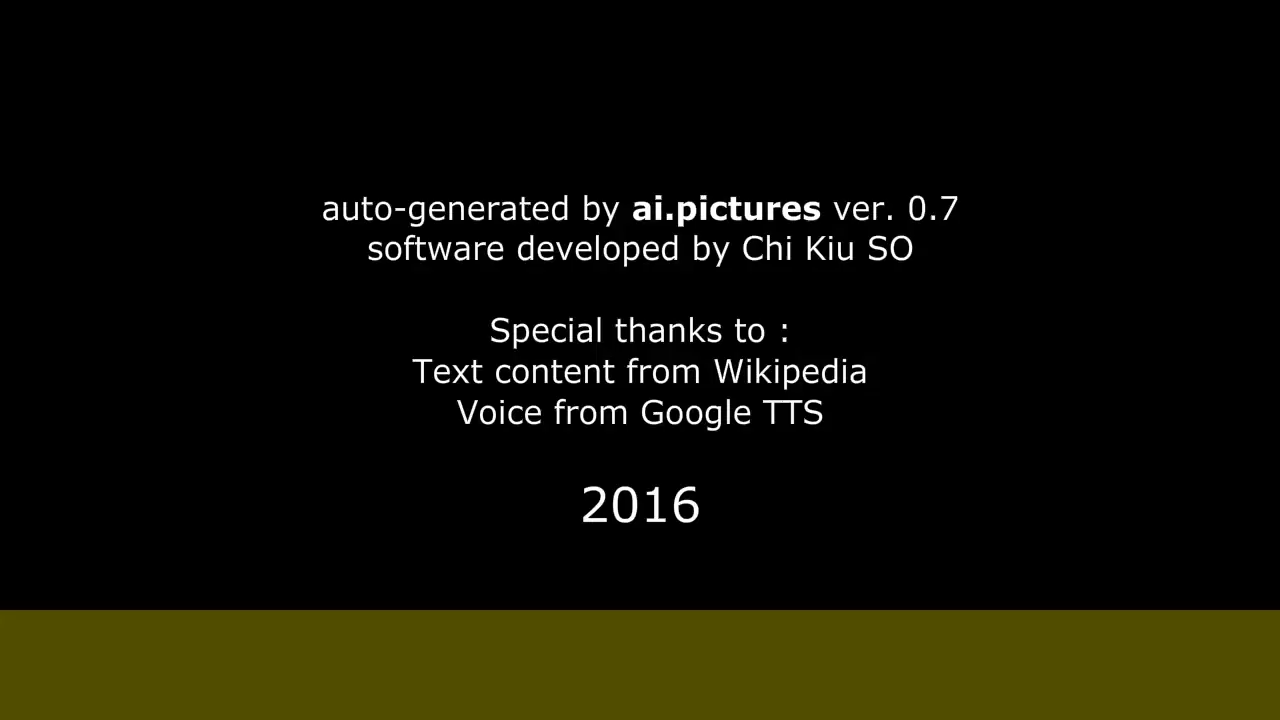 auto-generated by ai.pictures ver. 0.7
software developed by Chi Kiu SO
Special thanks to :
Text content from Wikipedia
Voice from Google TTS
2016